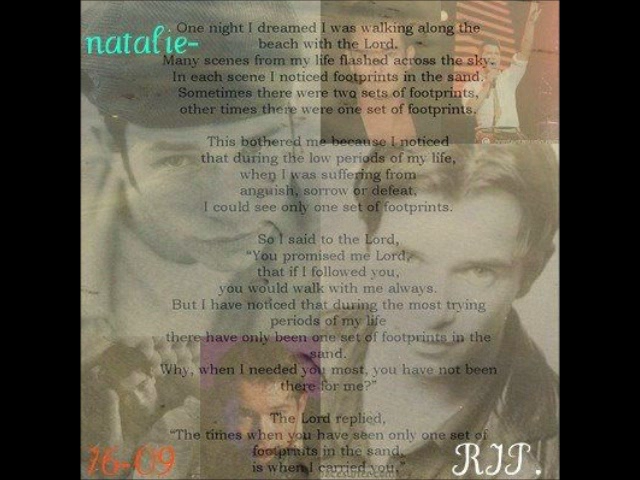 natalie-
One night I dreamed I was walking along the
beach with the Lord.
Many scenes from my life flashed across the sky.
In each scene I noticed footprints in the sand.
Sometimes there were two sets of footprints,
other times there were one set of footprints.
This bothered me because I noticed
that during the low periods of my life,
when I was suffering from
anguish, sorrow or defeat,
I could see only one set of footprints.
So I said to the Lord,
“You promised me Lord,
that if I followed you,
you would walk with me always.
But I have noticed that during the most trying
periods of my life
there have only been one set of footprints in the
sand.
Why, when I needed you most, you have not been
there for me?”
The Lord replied,
“The times when you have seen only one set of
footprints in the sand,
is when I carried you.”
16-09
RIP.